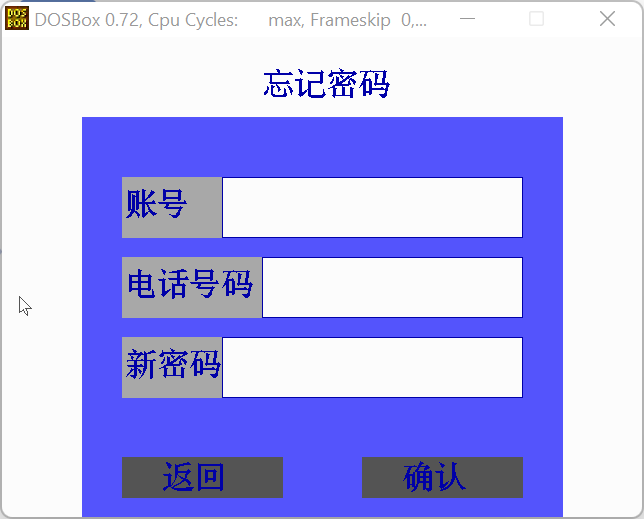 DOSBox 0.72, Cpu Cycles: max, Frameskip 0,...
忘记密码
账号
电话号码
新密码
返回 确认